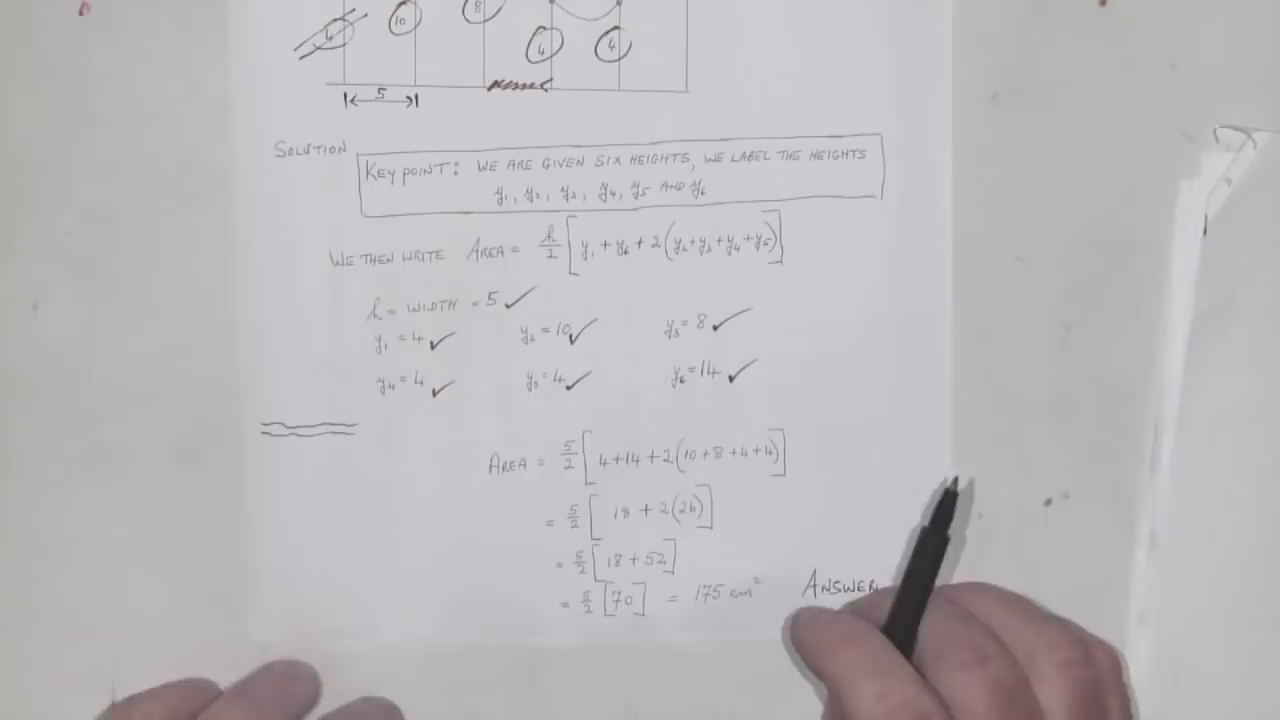 4 10 8 4 4
5
SOLUTION
KEY POINT: WE ARE GIVEN SIX HEIGHTS, WE LABEL THE HEIGHTS
y₁, y₂, y₃, y₄, y₅ AND y₆
WE THEN WRITE AREA = h/2 [y₁ + y₆ + 2(y₂+y₃+y₄+y₅)]
h = WIDTH = 5 ✓
y₁ = 4 ✓ y₂ = 10 ✓ y₃ = 8 ✓
y₄ = 4 ✓ y₅ = 4 ✓ y₆ = 14 ✓
AREA = 5/2 [4+14+2(10+8+4+4)]
= 5/2 [18 + 2(26)]
= 5/2 [18 + 52]
= 5/2 [70] = 175 cm² ANSWER